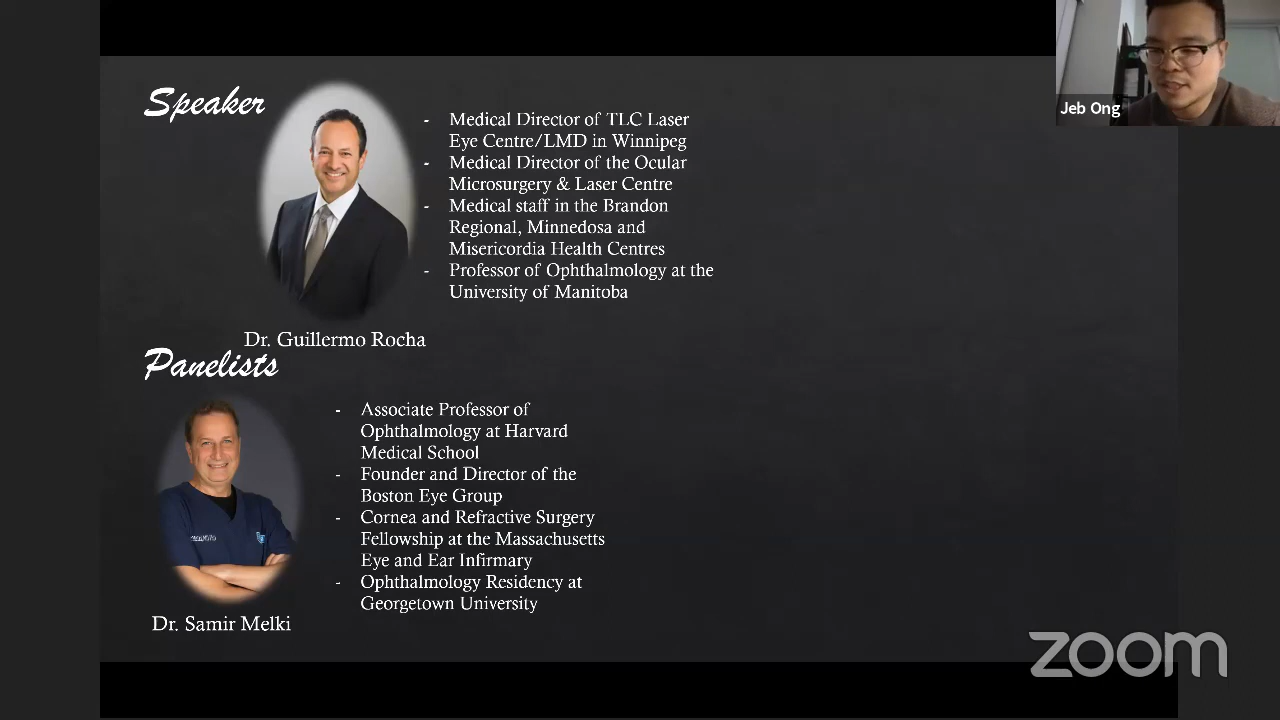 Speaker
- Medical Director of TLC Laser
Eye Centre/LMD in Winnipeg
- Medical Director of the Ocular
Microsurgery & Laser Centre
- Medical staff in the Brandon
Regional, Minnedosa and
Misericordia Health Centres
- Professor of Ophthalmology at the
University of Manitoba
Dr. Guillermo Rocha
Panelists
- Associate Professor of
Ophthalmology at Harvard
Medical School
- Founder and Director of the
Boston Eye Group
- Cornea and Refractive Surgery
Fellowship at the Massachusetts
Eye and Ear Infirmary
- Ophthalmology Residency at
Georgetown University
Dr. Samir Melki
Jeb Ong
zoom